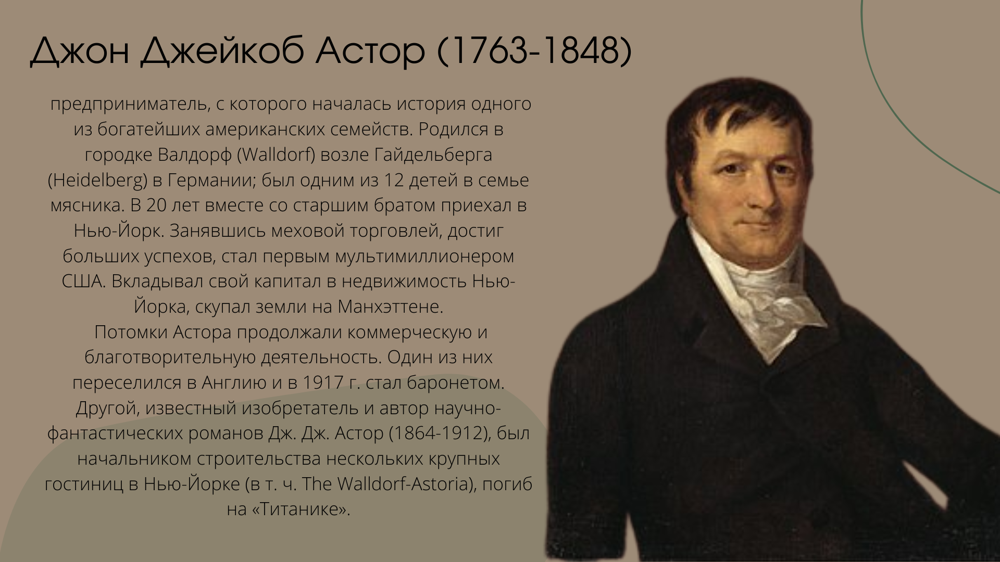 Джон Джейкоб Астор (1763-1848)
предприниматель, с которого началась история одного
из богатейших американских семейств. Родился в
городке Валдорф (Walldorf) возле Гайдельберга
(Heidelberg) в Германии; был одним из 12 детей в семье
мясника. В 20 лет вместе со старшим братом приехал в
Нью-Йорк. Занявшись меховой торговлей, достиг
больших успехов, стал первым мультимиллионером
США. Вкладывал свой капитал в недвижимость Нью-
Йорка, скупал земли на Манхэттене.
Потомки Астора продолжали коммерческую и
благотворительную деятельность. Один из них
переселился в Англию и в 1917 г. стал баронетом.
Другой, известный изобретатель и автор научно-
фантастических романов Дж. Дж. Астор (1864-1912), был
начальником строительства нескольких крупных
гостиниц в Нью-Йорке (в т. ч. The Walldorf-Astoria), погиб
на «Титанике».